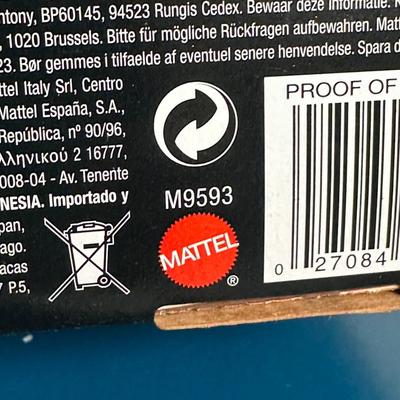 ntony, BP60145, 94523 Rungis Cedex. Bewaar deze informatie.
, 1020 Brussels. Bitte für mögliche Rückfragen aufbewahren.
23. Bør gemmes i tilfælde af eventuel senere henvendelse. Spara d
ttel Italy Srl, Centro
Mattel España, S.A.,
República, nº 90/96,
λληνικού 2 16777,
008-04 - Av. Tenente
NESIA. Importado y
pan,
ago.
acas
7 P.5,
M9593
MATTEL
®
PROOF OF
0 27084